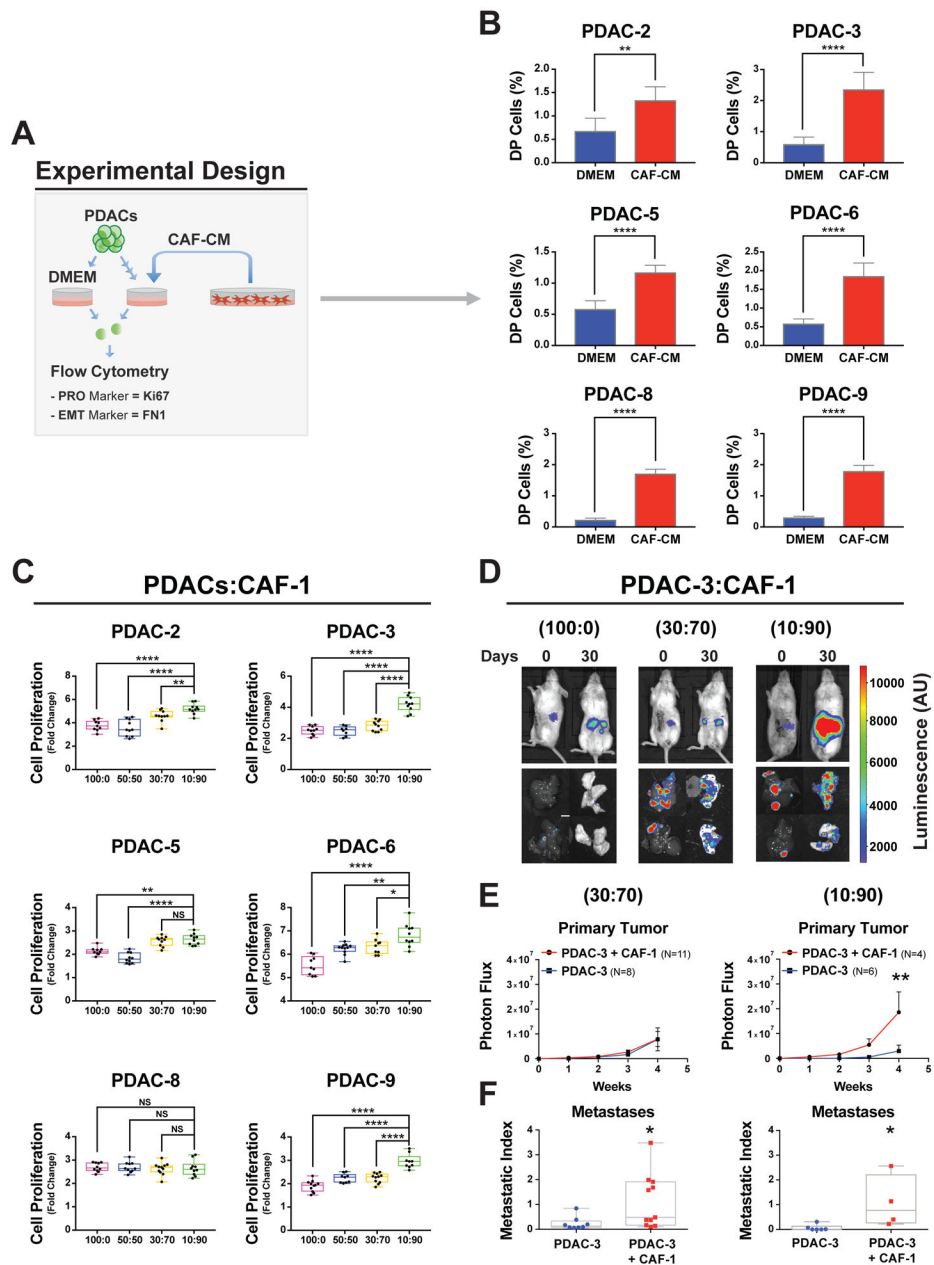 A
Experimental Design
PDACs
CAF-CM
DMEM
Flow Cytometry
- PRO Marker = Ki67
- EMT Marker = FN1
B
PDAC-2
**
DP Cells (%)
2.0
1.5
1.0
0.5
0.0
DMEM CAF-CM
PDAC-3
****
DP Cells (%)
3
2
1
0
DMEM CAF-CM
PDAC-5
****
DP Cells (%)
1.5
1.0
0.5
0.0
DMEM CAF-CM
PDAC-6
****
DP Cells (%)
2.5
2.0
1.5
1.0
0.5
0.0
DMEM CAF-CM
PDAC-8
****
DP Cells (%)
3
2
1
0
DMEM CAF-CM
PDAC-9
****
DP Cells (%)
3
2
1
0
DMEM CAF-CM
C
PDACs:CAF-1
PDAC-2
****
****
**
Cell Proliferation
(Fold Change)
8
6
4
2
0
100:0 50:50 30:70 10:90
PDAC-3
****
****
****
Cell Proliferation
(Fold Change)
6
4
2
0
100:0 50:50 30:70 10:90
PDAC-5
**
****
NS
Cell Proliferation
(Fold Change)
4
3
2
1
0
100:0 50:50 30:70 10:90
PDAC-6
****
**
*
Cell Proliferation
(Fold Change)
8
7
6
5
4
100:0 50:50 30:70 10:90
PDAC-8
NS
NS
NS
Cell Proliferation
(Fold Change)
4
3
2
1
0
100:0 50:50 30:70 10:90
PDAC-9
****
****
****
Cell Proliferation
(Fold Change)
4
3
2
1
0
100:0 50:50 30:70 10:90
D
PDAC-3:CAF-1
(100:0) (30:70) (10:90)
Days 0 30 0 30 0 30
10000
8000
6000
4000
2000
Luminescence (AU)
E
(30:70)
Primary Tumor
PDAC-3 + CAF-1 (N=11)
PDAC-3 (N=8)
Photon Flux
4×10⁷
3×10⁷
2×10⁷
1×10⁷
0
0 1 2 3 4 5
Weeks
(10:90)
Primary Tumor
PDAC-3 + CAF-1 (N=4)
PDAC-3 (N=6)
**
Photon Flux
4×10⁷
3×10⁷
2×10⁷
1×10⁷
0
0 1 2 3 4 5
Weeks
F
Metastases
*
Metastatic Index
4
3
2
1
0
PDAC-3 PDAC-3
+ CAF-1
Metastases
*
Metastatic Index
4
3
2
1
0
PDAC-3 PDAC-3
+ CAF-1